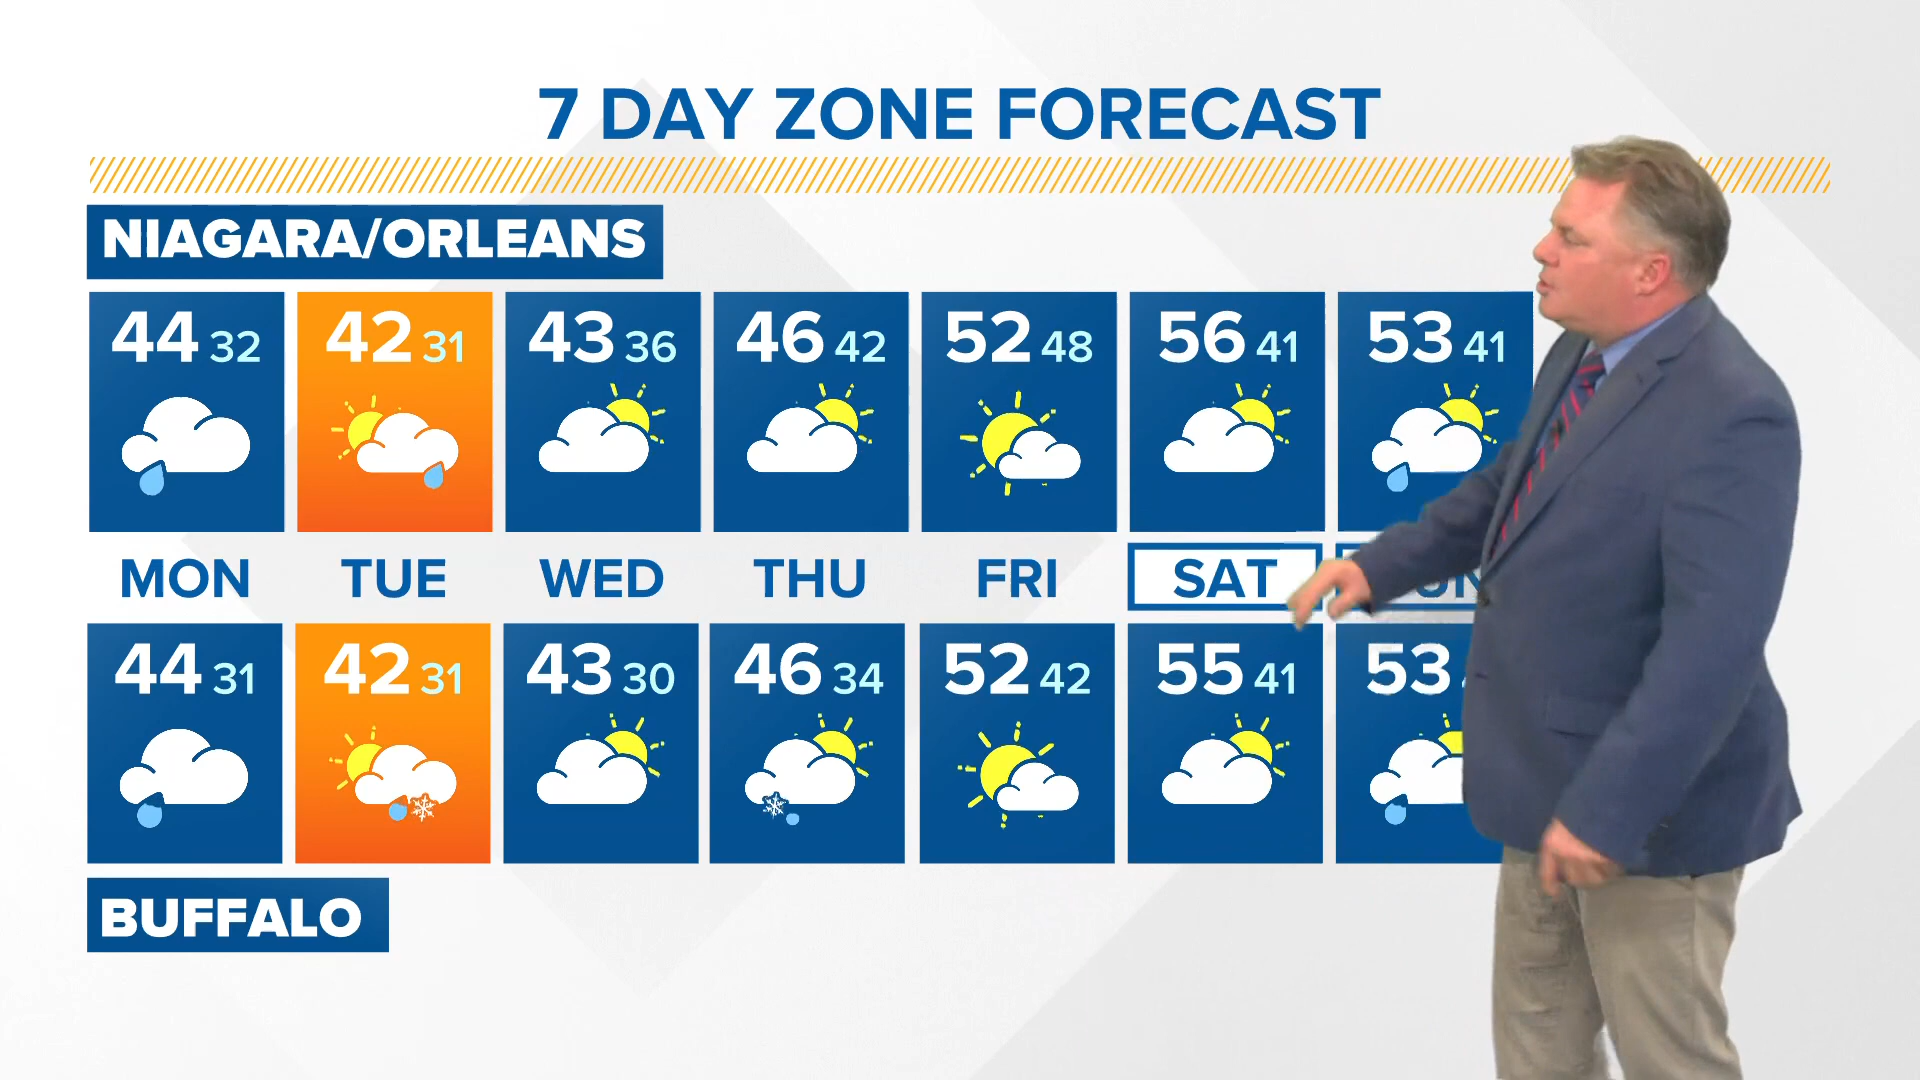 7 DAY ZONE FORECAST
NIAGARA/ORLEANS
44 32 42 31 43 36 46 42 52 48 56 41 53 41
MON TUE WED THU FRI SAT
44 31 42 31 43 30 46 34 52 42 55 41 53
BUFFALO